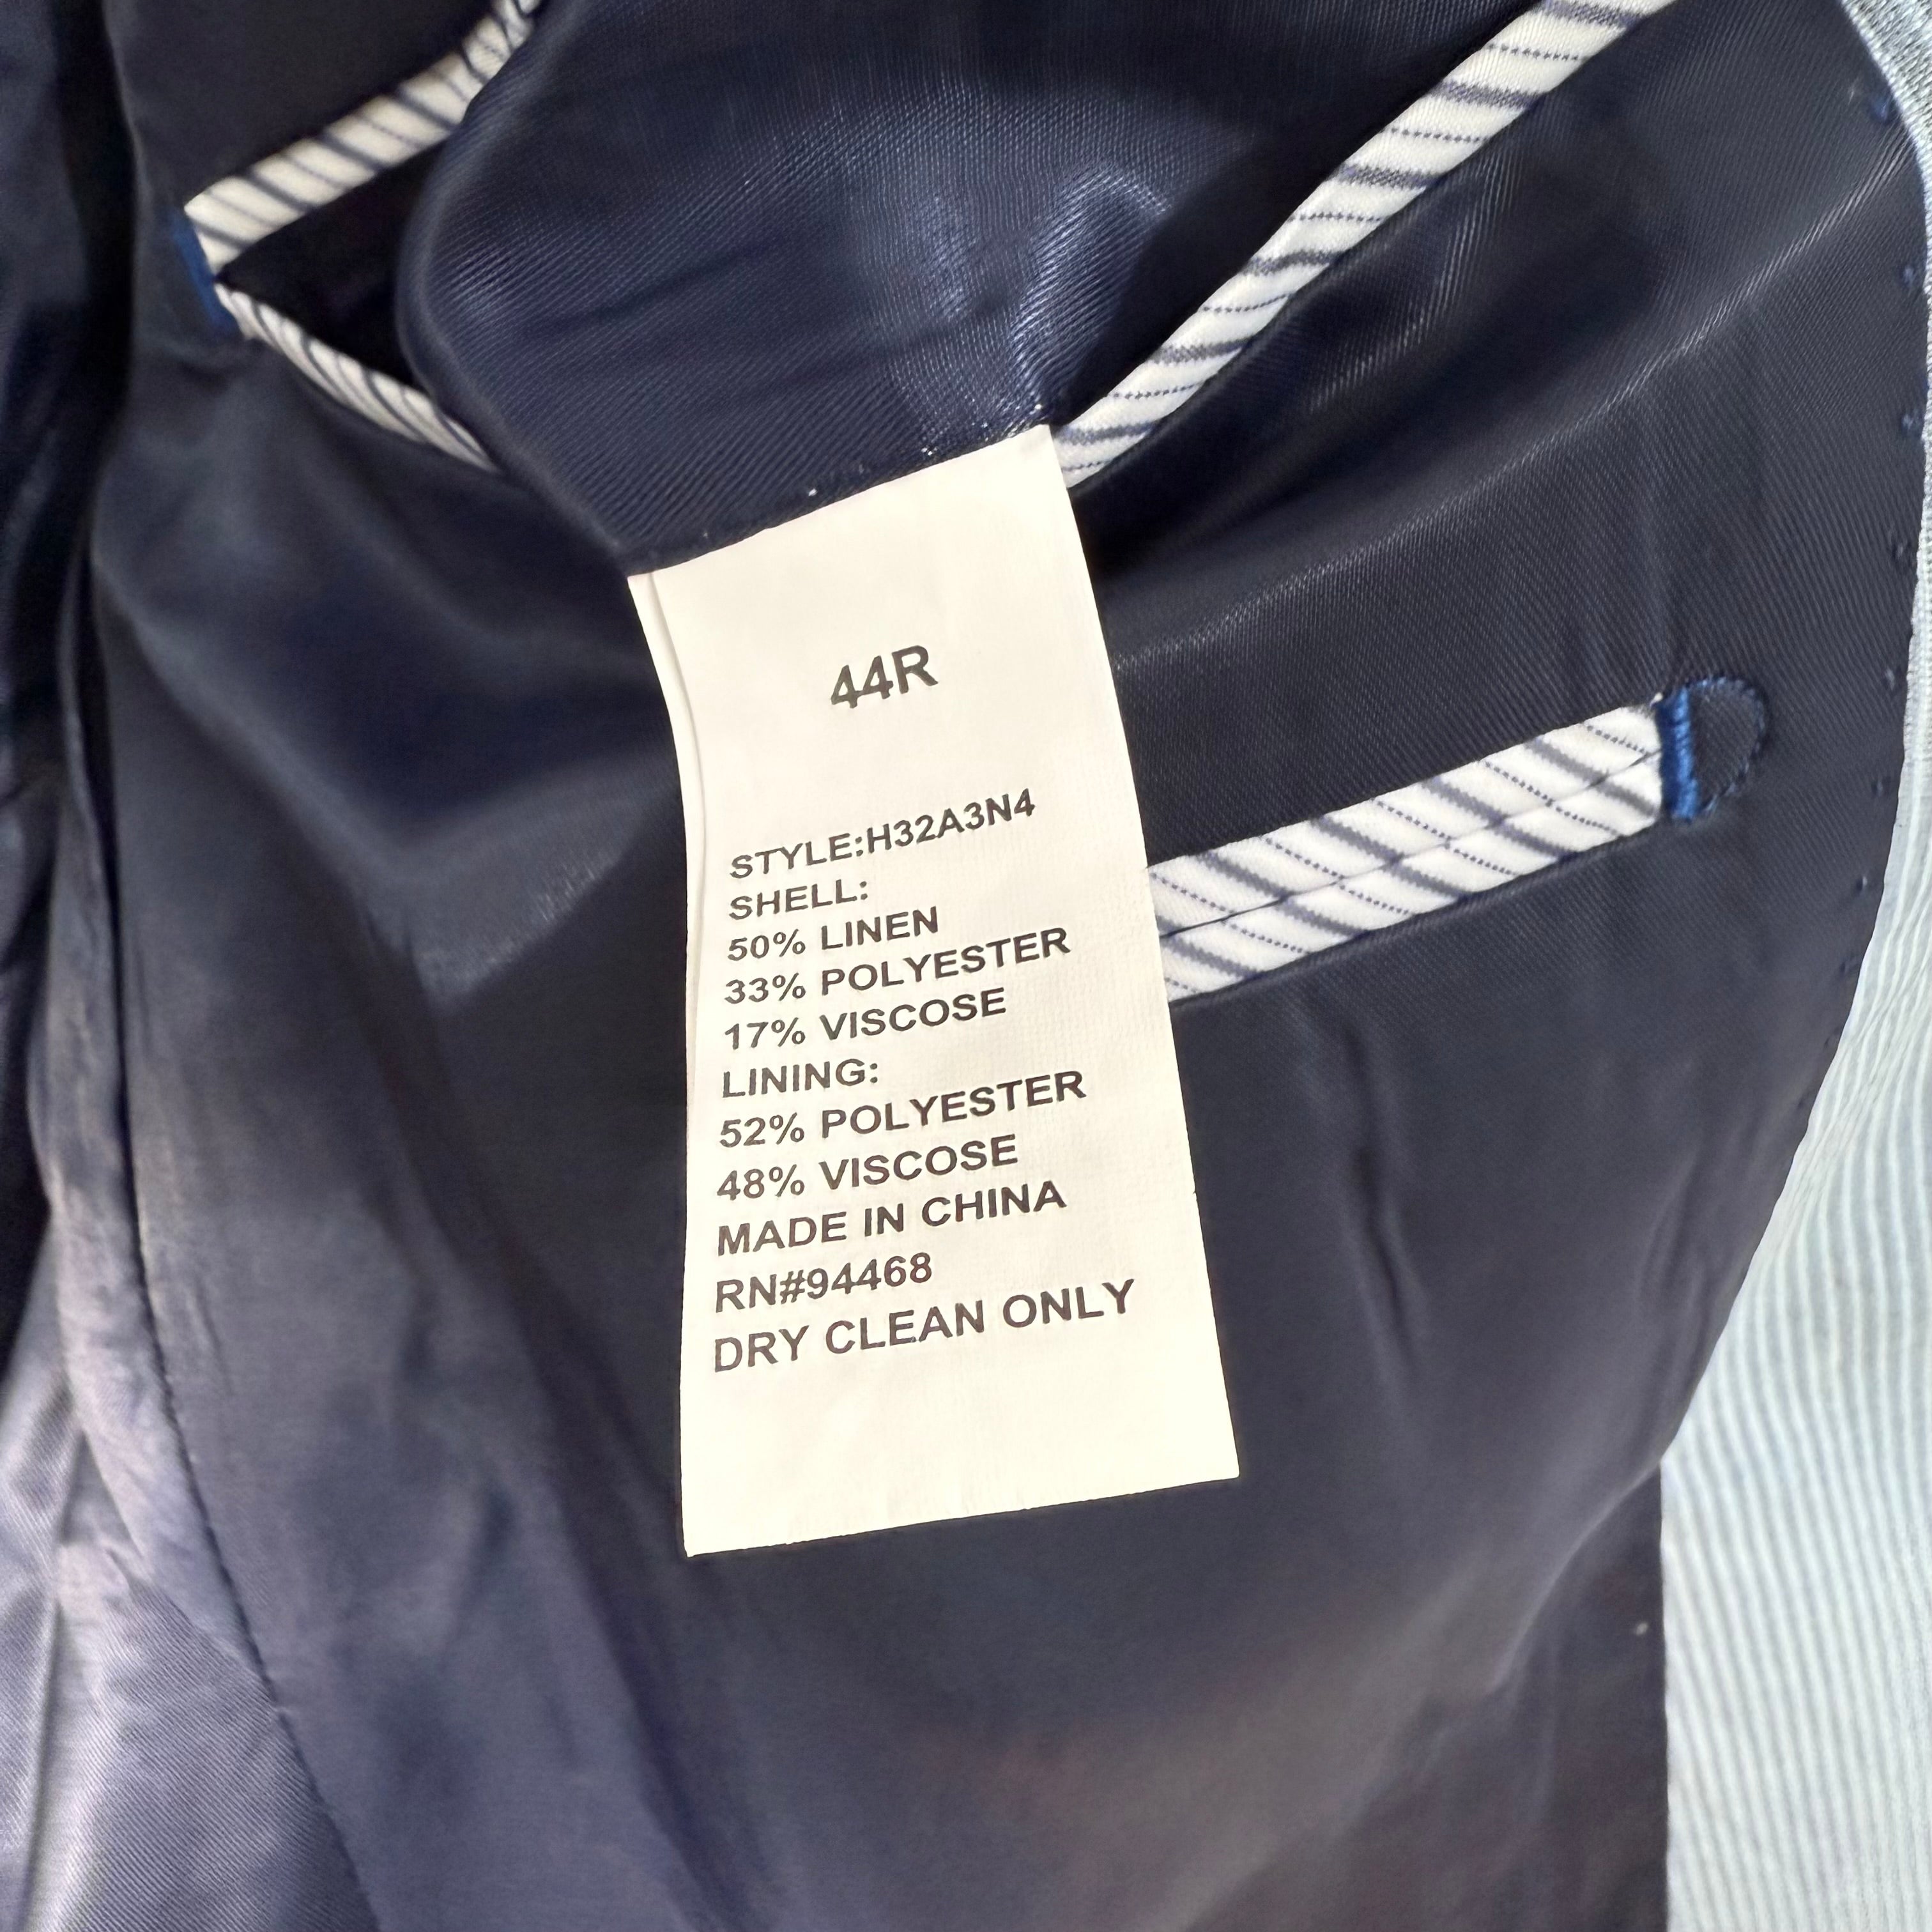 44R
STYLE:H32A3N4
SHELL:
50% LINEN
33% POLYESTER
17% VISCOSE
LINING:
52% POLYESTER
48% VISCOSE
MADE IN CHINA
RN#94468
DRY CLEAN ONLY